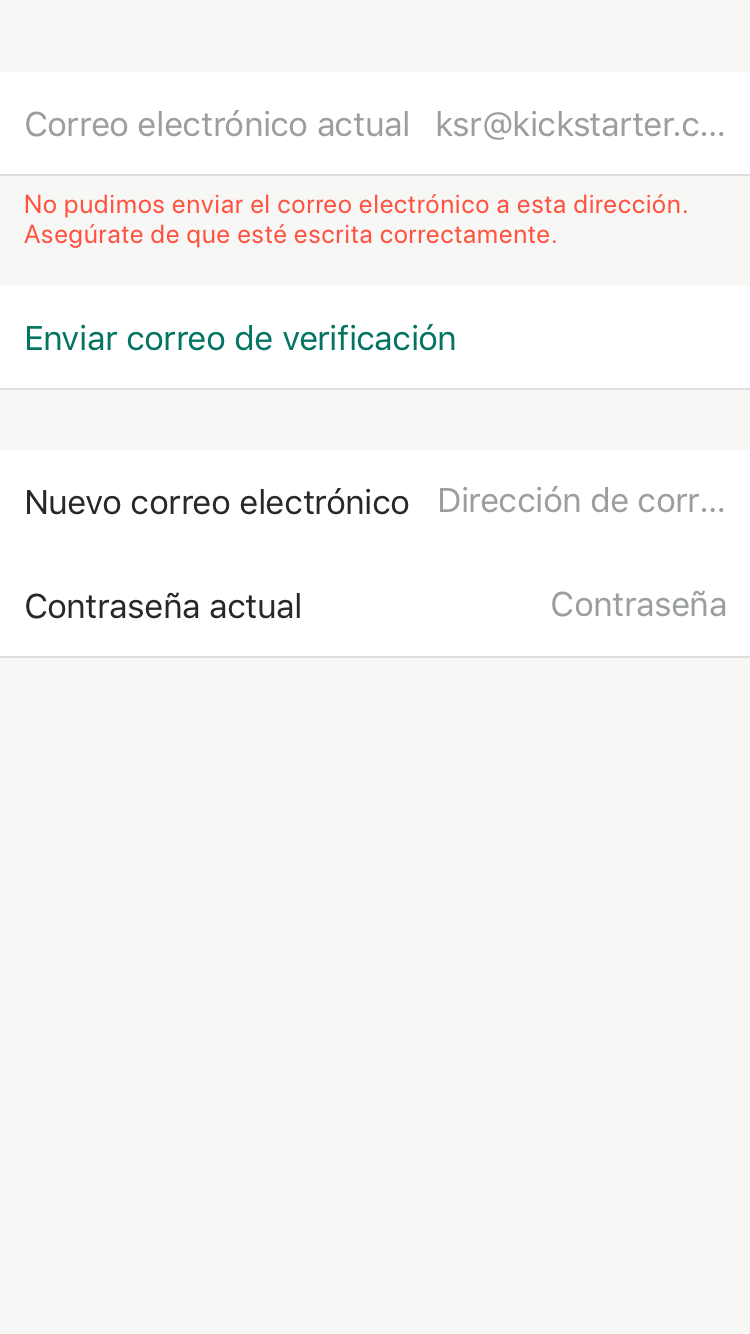 Correo electrónico actual ksr@kickstarter.c...
No pudimos enviar el correo electrónico a esta dirección.
Asegúrate de que esté escrita correctamente.
Enviar correo de verificación
Nuevo correo electrónico Dirección de corr...
Contraseña actual Contraseña